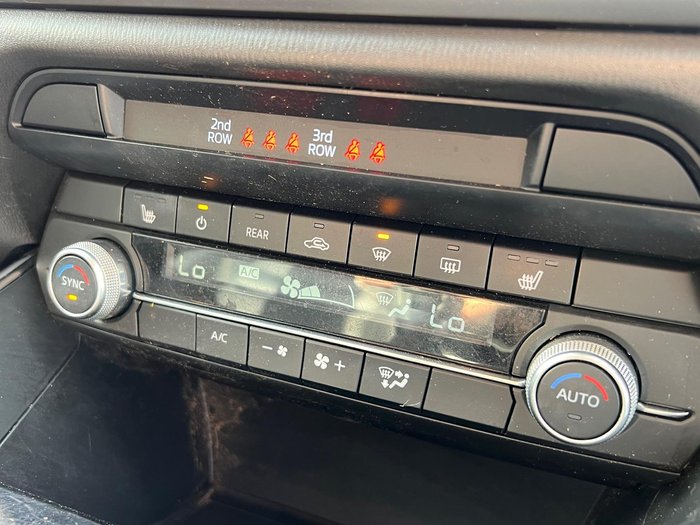 2nd
ROW
3rd
ROW
REAR
SYNC
Lo
A/C
Lo
A/C
AUTO